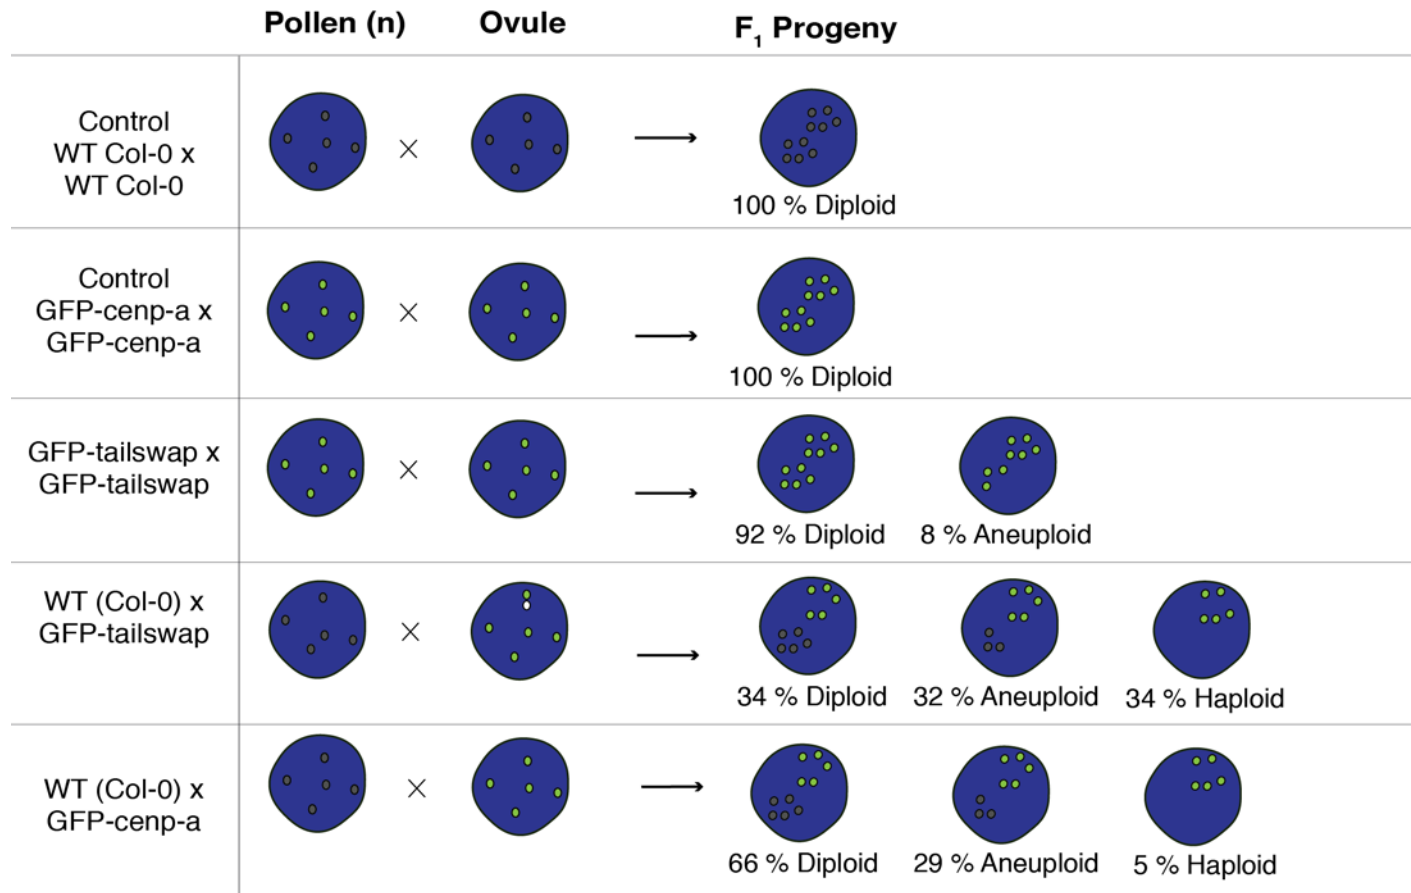 Pollen (n) Ovule F₁ Progeny
Control
WT Col-0 x
WT Col-0
100 % Diploid
Control
GFP-cenp-a x
GFP-cenp-a
100 % Diploid
GFP-tailswap x
GFP-tailswap
92 % Diploid 8 % Aneuploid
WT (Col-0) x
GFP-tailswap
34 % Diploid 32 % Aneuploid 34 % Haploid
WT (Col-0) x
GFP-cenp-a
66 % Diploid 29 % Aneuploid 5 % Haploid